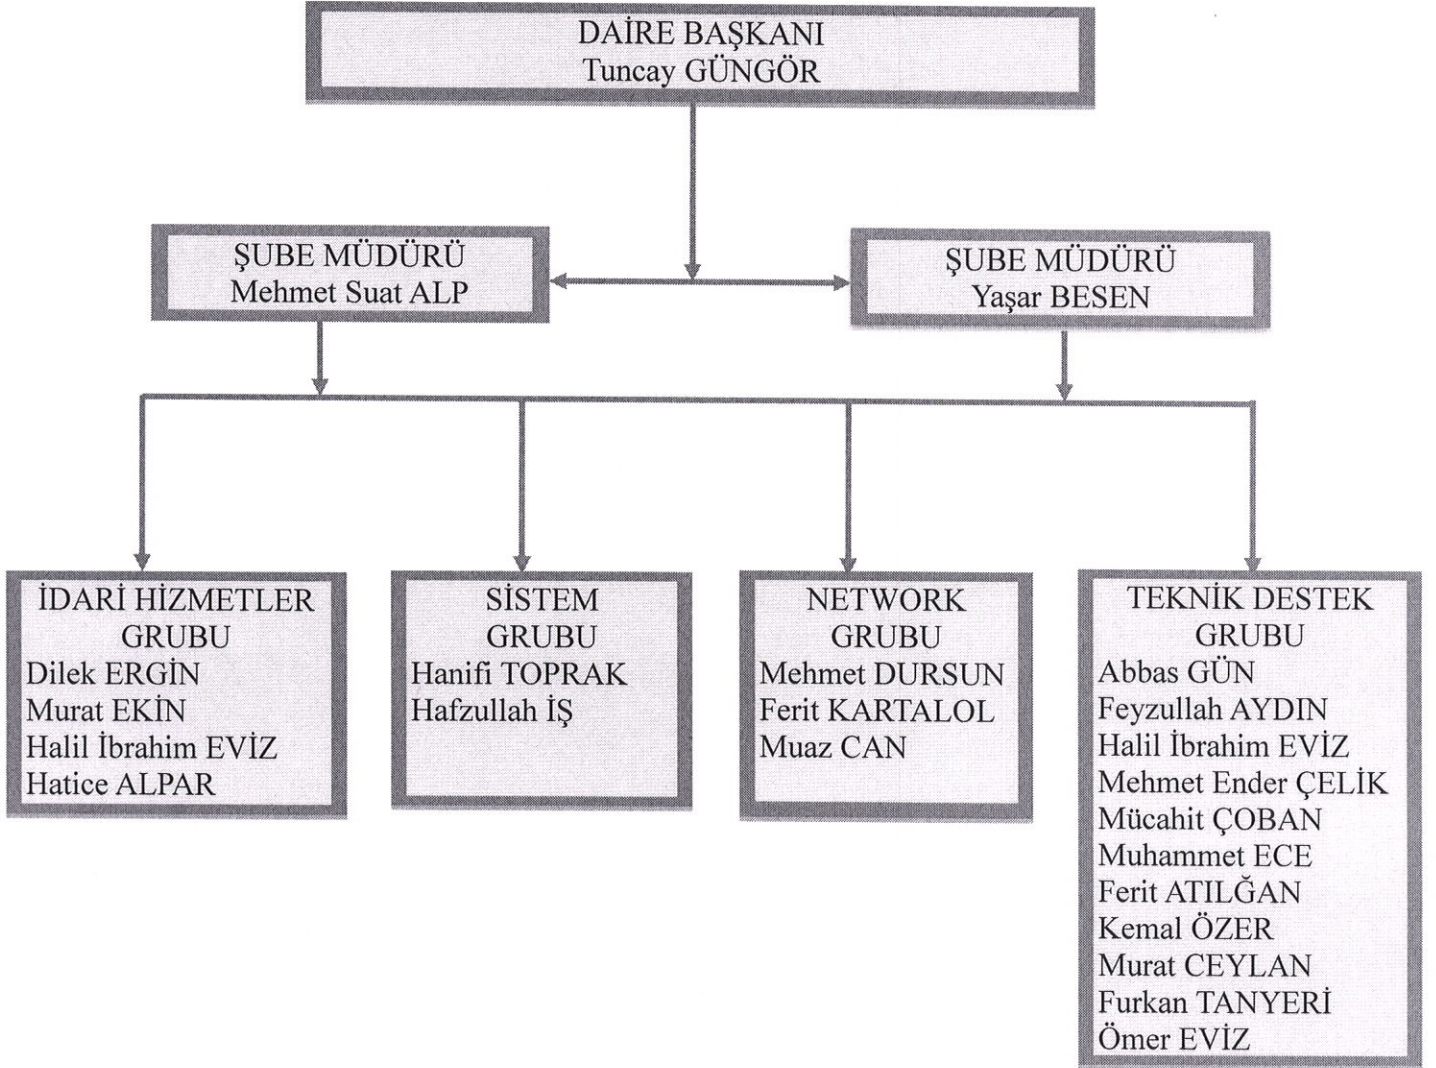 DAİRE BAŞKANI
Tuncay GÜNGÖR
ŞUBE MÜDÜRÜ
Mehmet Suat ALP
ŞUBE MÜDÜRÜ
Yaşar BESEN
İDARİ HİZMETLER
GRUBU
Dilek ERGİN
Murat EKİN
Halil İbrahim EVİZ
Hatice ALPAR
SİSTEM
GRUBU
Hanifi TOPRAK
Hafzullah İŞ
NETWORK
GRUBU
Mehmet DURSUN
Ferit KARTALOL
Muaz CAN
TEKNİK DESTEK
GRUBU
Abbas GÜN
Feyzullah AYDIN
Halil İbrahim EVİZ
Mehmet Ender ÇELİK
Mücahit ÇOBAN
Muhammet ECE
Ferit ATILĞAN
Kemal ÖZER
Murat CEYLAN
Furkan TANYERİ
Ömer EVİZ